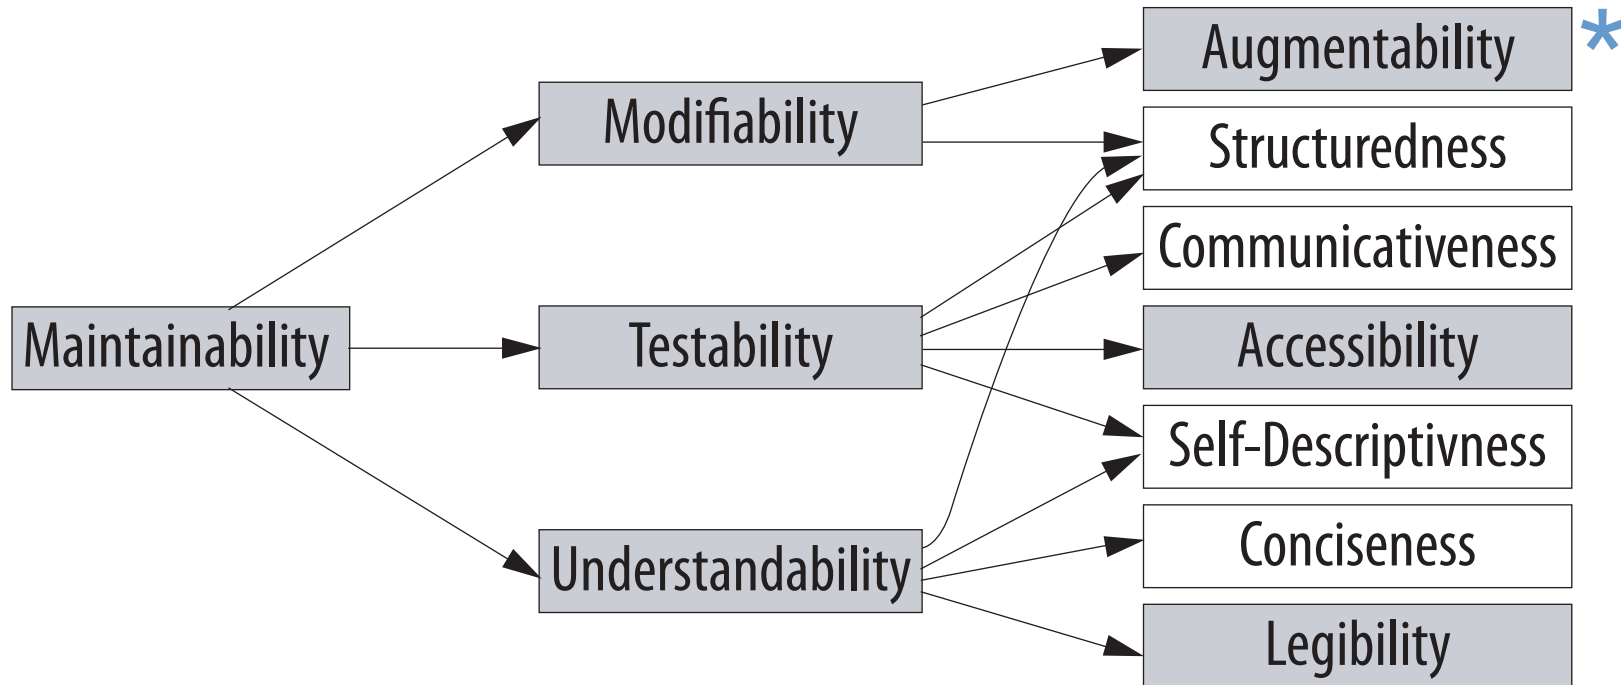 Maintainability
Modifiability
Testability
Understandability
Augmentability *
Structuredness
Communicativeness
Accessibility
Self-Descriptivness
Conciseness
Legibility